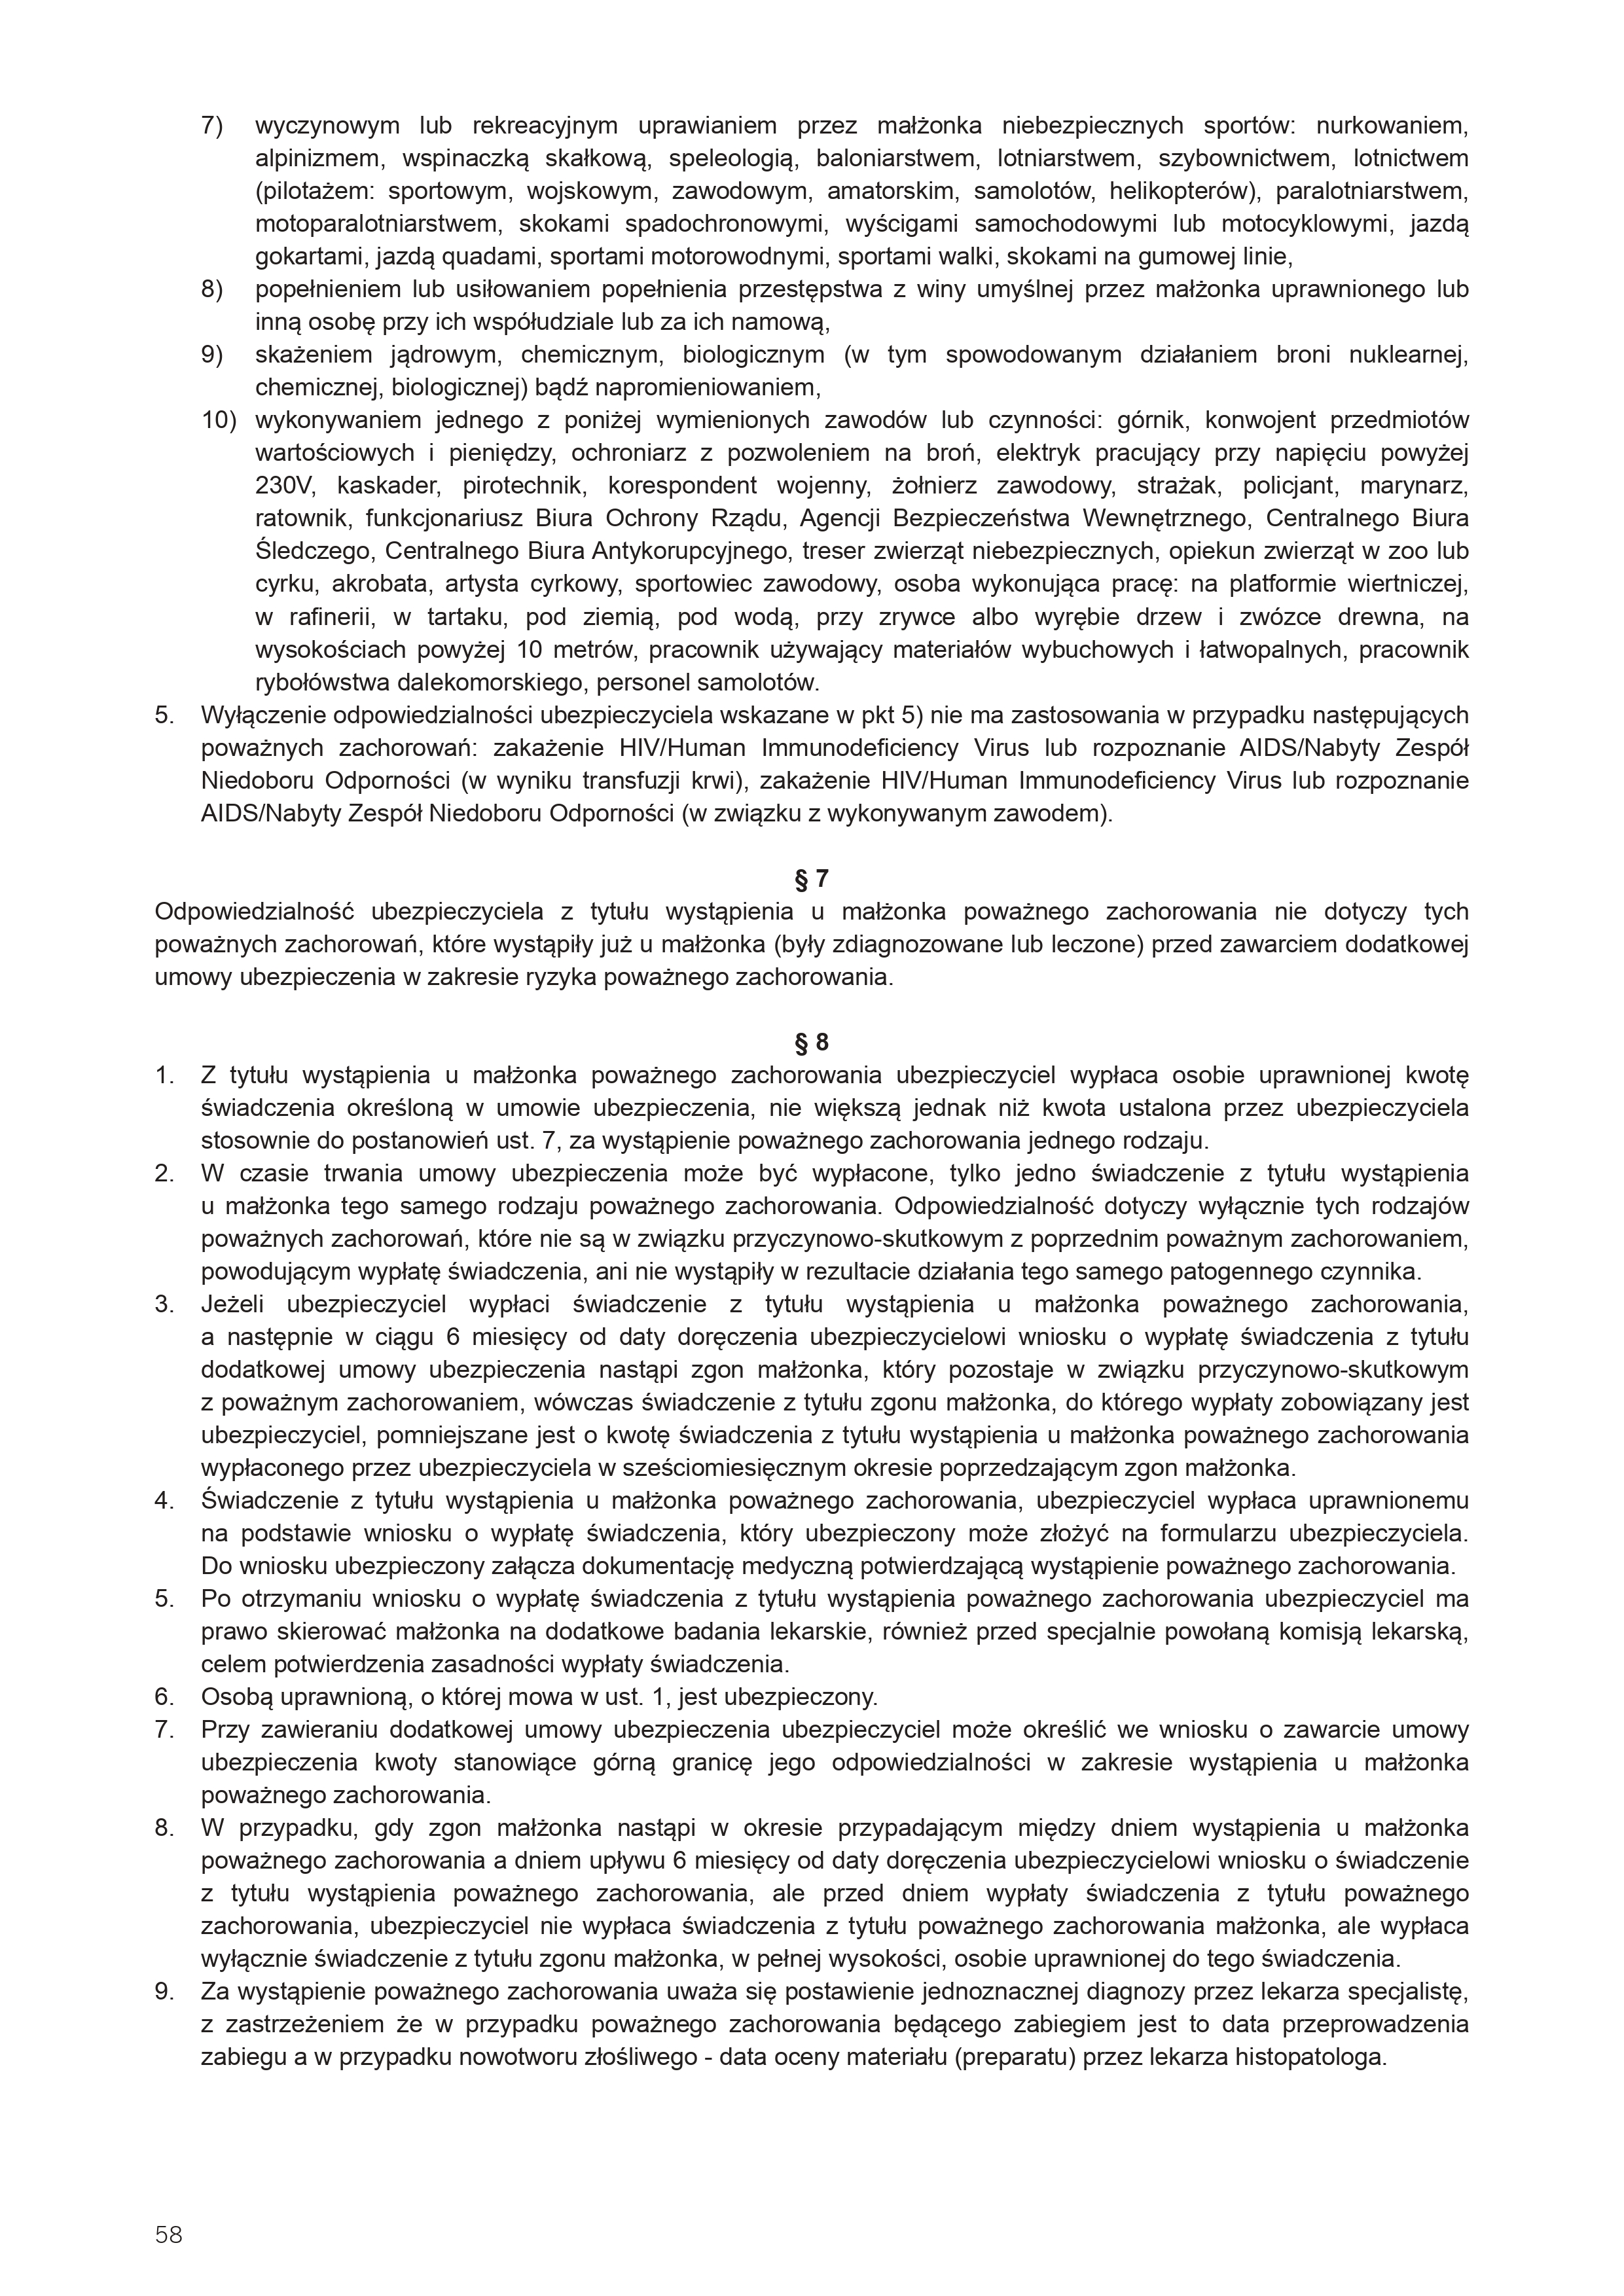 7) wyczynowym lub rekreacyjnym uprawianiem przez małżonka niebezpiecznych sportów: nurkowaniem,
alpinizmem, wspinaczką skałkową, speleologią, baloniarstwem, lotniarstwem, szybownictwem, lotnictwem
(pilotażem: sportowym, wojskowym, zawodowym, amatorskim, samolotów, helikopterów), paralotniarstwem,
motoparalotniarstwem, skokami spadochronowymi, wyścigami samochodowymi lub motocyklowymi, jazdą
gokartami, jazdą quadami, sportami motorowodnymi, sportami walki, skokami na gumowej linie,
8) popełnieniem lub usiłowaniem popełnienia przestępstwa z winy umyślnej przez małżonka uprawnionego lub
inną osobę przy ich współudziale lub za ich namową,
9) skażeniem jądrowym, chemicznym, biologicznym (w tym spowodowanym działaniem broni nuklearnej,
chemicznej, biologicznej) bądź napromieniowaniem,
10) wykonywaniem jednego z poniżej wymienionych zawodów lub czynności: górnik, konwojent przedmiotów
wartościowych i pieniędzy, ochroniarz z pozwoleniem na broń, elektryk pracujący przy napięciu powyżej
230V, kaskader, pirotechnik, korespondent wojenny, żołnierz zawodowy, strażak, policjant, marynarz,
ratownik, funkcjonariusz Biura Ochrony Rządu, Agencji Bezpieczeństwa Wewnętrznego, Centralnego Biura
Śledczego, Centralnego Biura Antykorupcyjnego, treser zwierząt niebezpiecznych, opiekun zwierząt w zoo lub
cyrku, akrobata, artysta cyrkowy, sportowiec zawodowy, osoba wykonująca pracę: na platformie wiertniczej,
w rafinerii, w tartaku, pod ziemią, pod wodą, przy zrywce albo wyrębie drzew i zwózce drewna, na
wysokościach powyżej 10 metrów, pracownik używający materiałów wybuchowych i łatwopalnych, pracownik
rybołówstwa dalekomorskiego, personel samolotów.
5. Wyłączenie odpowiedzialności ubezpieczyciela wskazane w pkt 5) nie ma zastosowania w przypadku następujących
poważnych zachorowań: zakażenie HIV/Human Immunodeficiency Virus lub rozpoznanie AIDS/Nabyty Zespół
Niedoboru Odporności (w wyniku transfuzji krwi), zakażenie HIV/Human Immunodeficiency Virus lub rozpoznanie
AIDS/Nabyty Zespół Niedoboru Odporności (w związku z wykonywanym zawodem).
§ 7
Odpowiedzialność ubezpieczyciela z tytułu wystąpienia u małżonka poważnego zachorowania nie dotyczy tych
poważnych zachorowań, które wystąpiły już u małżonka (były zdiagnozowane lub leczone) przed zawarciem dodatkowej
umowy ubezpieczenia w zakresie ryzyka poważnego zachorowania.
§ 8
1. Z tytułu wystąpienia u małżonka poważnego zachorowania ubezpieczyciel wypłaca osobie uprawnionej kwotę
świadczenia określoną w umowie ubezpieczenia, nie większą jednak niż kwota ustalona przez ubezpieczyciela
stosownie do postanowień ust. 7, za wystąpienie poważnego zachorowania jednego rodzaju.
2. W czasie trwania umowy ubezpieczenia może być wypłacone, tylko jedno świadczenie z tytułu wystąpienia
u małżonka tego samego rodzaju poważnego zachorowania. Odpowiedzialność dotyczy wyłącznie tych rodzajów
poważnych zachorowań, które nie są w związku przyczynowo-skutkowym z poprzednim poważnym zachorowaniem,
powodującym wypłatę świadczenia, ani nie wystąpiły w rezultacie działania tego samego patogennego czynnika.
3. Jeżeli ubezpieczyciel wypłaci świadczenie z tytułu wystąpienia u małżonka poważnego zachorowania,
a następnie w ciągu 6 miesięcy od daty doręczenia ubezpieczycielowi wniosku o wypłatę świadczenia z tytułu
dodatkowej umowy ubezpieczenia nastąpi zgon małżonka, który pozostaje w związku przyczynowo-skutkowym
z poważnym zachorowaniem, wówczas świadczenie z tytułu zgonu małżonka, do którego wypłaty zobowiązany jest
ubezpieczyciel, pomniejszane jest o kwotę świadczenia z tytułu wystąpienia u małżonka poważnego zachorowania
wypłaconego przez ubezpieczyciela w sześciomiesięcznym okresie poprzedzającym zgon małżonka.
4. Świadczenie z tytułu wystąpienia u małżonka poważnego zachorowania, ubezpieczyciel wypłaca uprawnionemu
na podstawie wniosku o wypłatę świadczenia, który ubezpieczony może złożyć na formularzu ubezpieczyciela.
Do wniosku ubezpieczony załącza dokumentację medyczną potwierdzającą wystąpienie poważnego zachorowania.
5. Po otrzymaniu wniosku o wypłatę świadczenia z tytułu wystąpienia poważnego zachorowania ubezpieczyciel ma
prawo skierować małżonka na dodatkowe badania lekarskie, również przed specjalnie powołaną komisją lekarską,
celem potwierdzenia zasadności wypłaty świadczenia.
6. Osobą uprawnioną, o której mowa w ust. 1, jest ubezpieczony.
7. Przy zawieraniu dodatkowej umowy ubezpieczenia ubezpieczyciel może określić we wniosku o zawarcie umowy
ubezpieczenia kwoty stanowiące górną granicę jego odpowiedzialności w zakresie wystąpienia u małżonka
poważnego zachorowania.
8. W przypadku, gdy zgon małżonka nastąpi w okresie przypadającym między dniem wystąpienia u małżonka
poważnego zachorowania a dniem upływu 6 miesięcy od daty doręczenia ubezpieczycielowi wniosku o świadczenie
z tytułu wystąpienia poważnego zachorowania, ale przed dniem wypłaty świadczenia z tytułu poważnego
zachorowania, ubezpieczyciel nie wypłaca świadczenia z tytułu poważnego zachorowania małżonka, ale wypłaca
wyłącznie świadczenie z tytułu zgonu małżonka, w pełnej wysokości, osobie uprawnionej do tego świadczenia.
9. Za wystąpienie poważnego zachorowania uważa się postawienie jednoznacznej diagnozy przez lekarza specjalistę,
z zastrzeżeniem że w przypadku poważnego zachorowania będącego zabiegiem jest to data przeprowadzenia
zabiegu a w przypadku nowotworu złośliwego - data oceny materiału (preparatu) przez lekarza histopatologa.
58